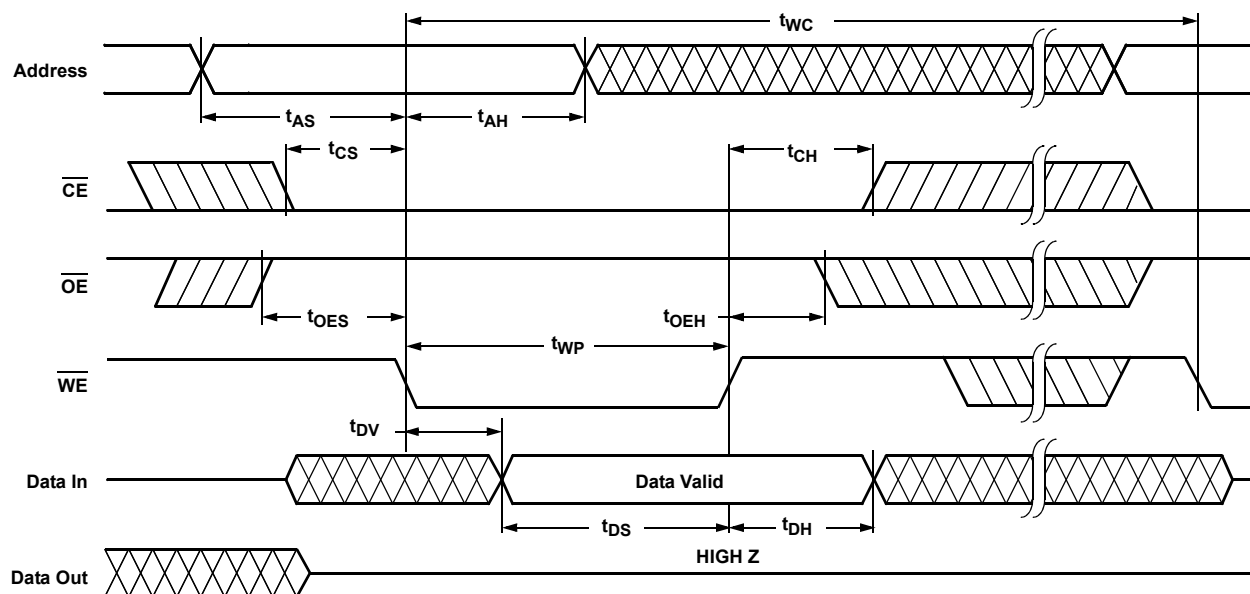 tWC
Address
tAS
tAH
tCS
tCH
CE
OE
tOES
tOEH
tWP
WE
tDV
Data In
Data Valid
tDS
tDH
HIGH Z
Data Out